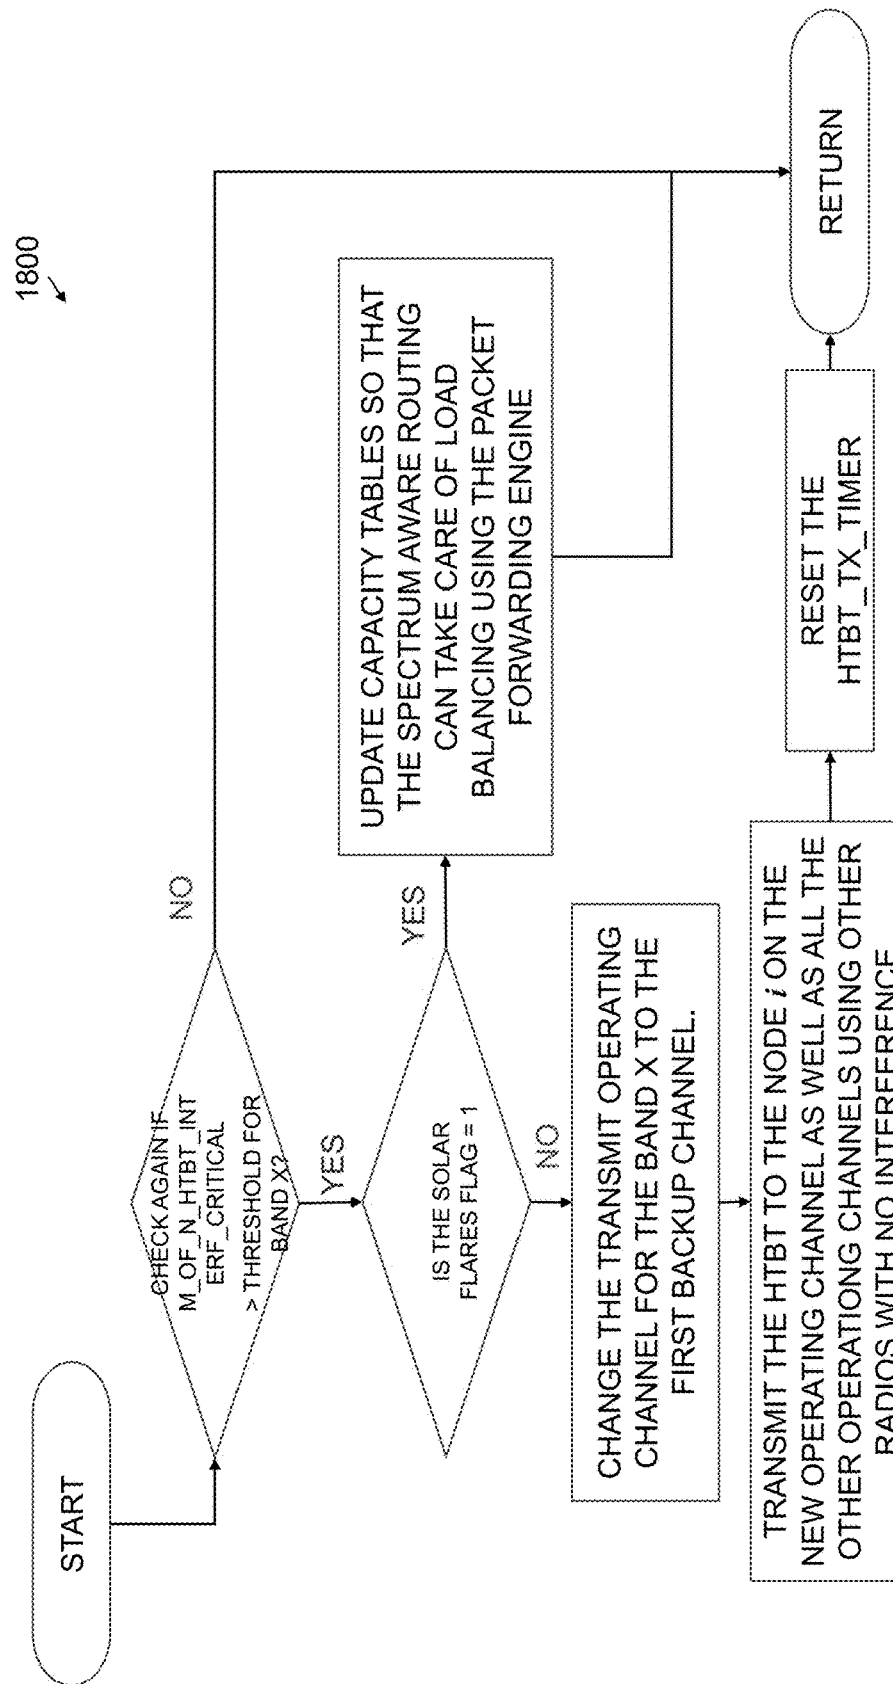 1800
START
CHECK AGAIN IF
M_OF_N_HTBT_INT
ERF_CRITICAL
> THRESHOLD FOR
BAND X?
NO
YES
IS THE SOLAR
FLARES FLAG = 1
YES
UPDATE CAPACITY TABLES SO THAT
THE SPECTRUM AWARE ROUTING
CAN TAKE CARE OF LOAD
BALANCING USING THE PACKET
FORWARDING ENGINE
NO
CHANGE THE TRANSMIT OPERATING
CHANNEL FOR THE BAND X TO THE
FIRST BACKUP CHANNEL.
TRANSMIT THE HTBT TO THE NODE i ON THE
NEW OPERATING CHANNEL AS WELL AS ALL THE
OTHER OPERATIONG CHANNELS USING OTHER
RADIOS WITH NO INTERFERENCE
RESET THE
HTBT_TX_TIMER
RETURN